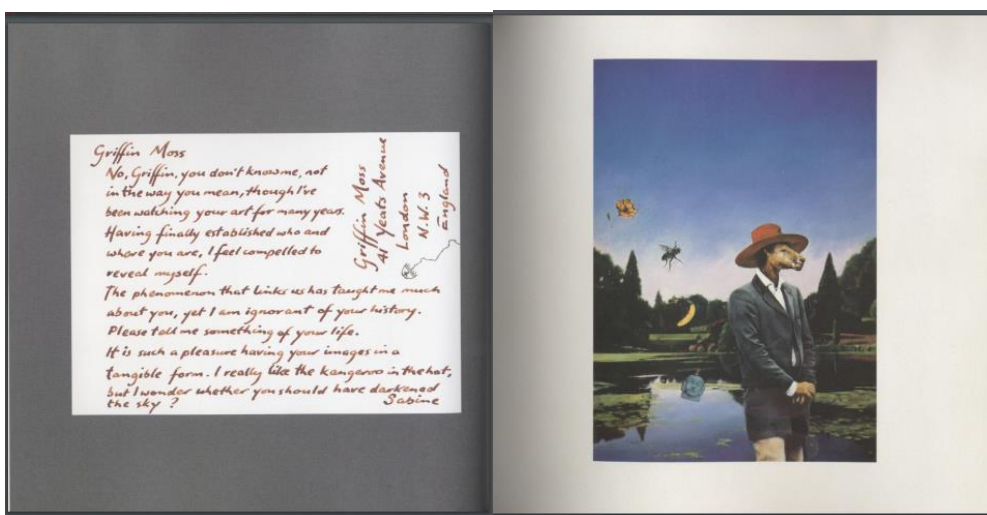 Griffin Moss
No, Griffin, you don't know me, not
in the way you mean, though I've
been watching your art for many years.
Having finally established who and
where you are, I feel compelled to
reveal myself.
The phenomenon that links us has taught me much
about you, yet I am ignorant of your history.
Please tell me something of your life.
It is such a pleasure having your images in a
tangible form. I really like the kangaroo in the hat,
but I wonder whether you should have darkened
the sky?
Sabine
Griffin Moss
41 Yeats Avenue
London
N.W.3
England